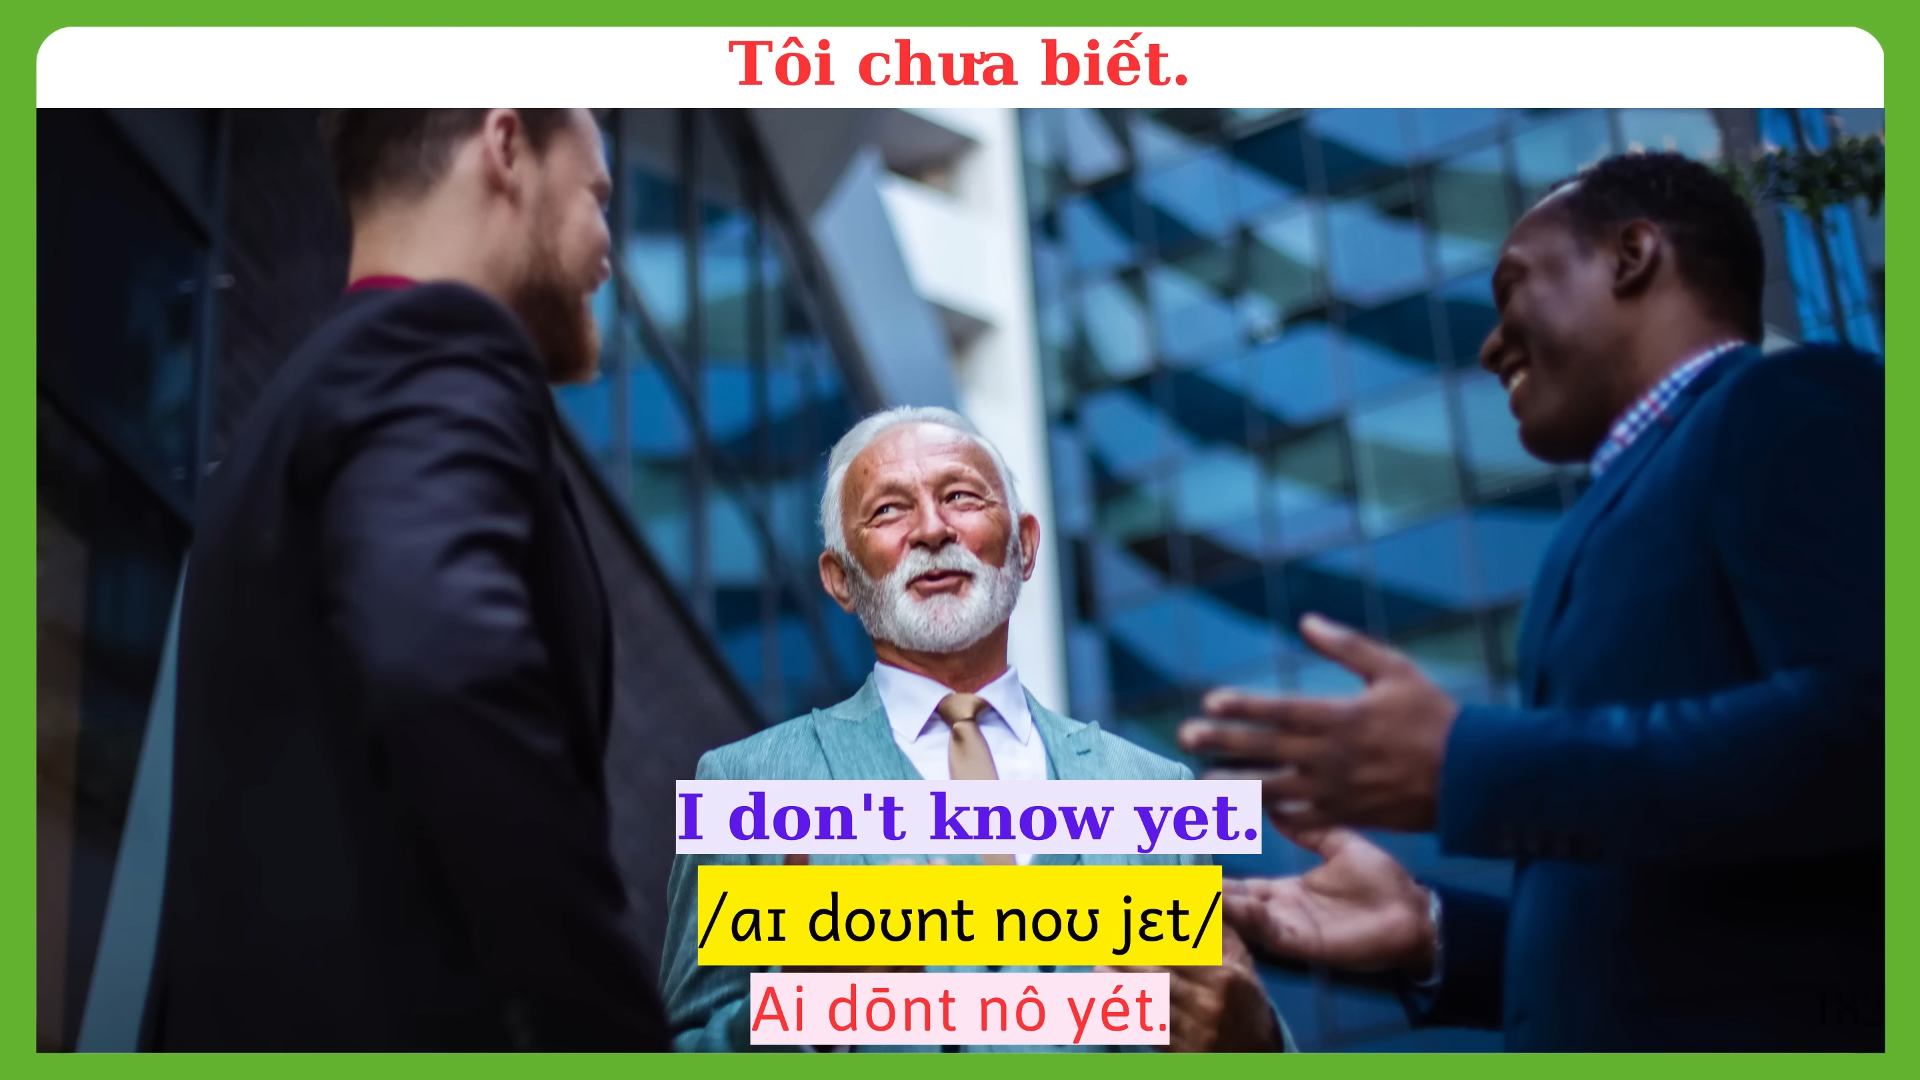 Tôi chưa biết.
I don't know yet.
/aɪ doʊnt noʊ jɛt/
Ai dōnt nô yét.